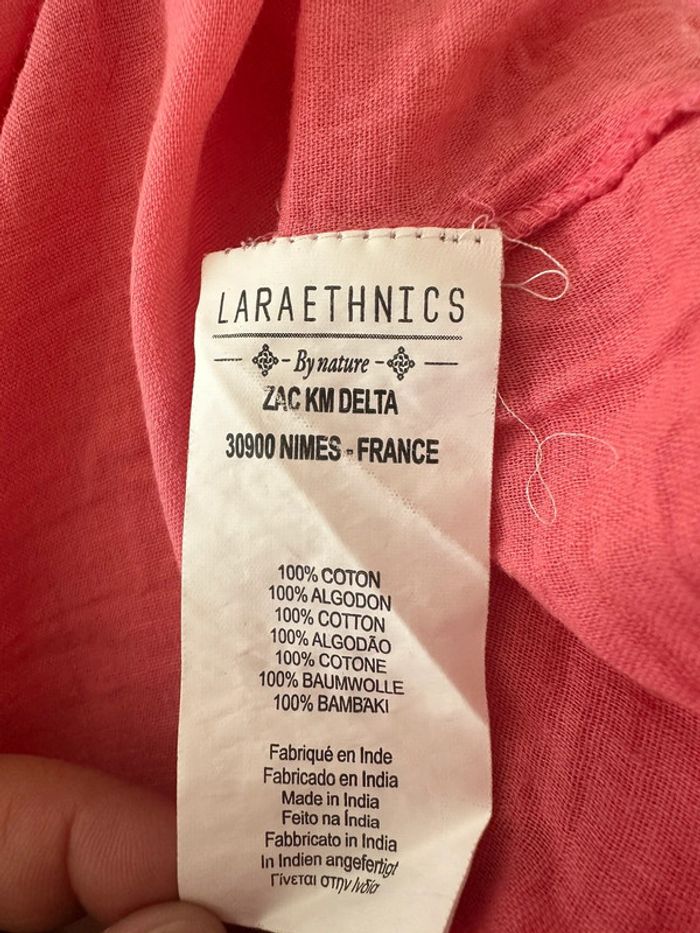 LARAETHNICS
- By nature -
ZAC KM DELTA
30900 NIMES - FRANCE
100% COTON
100% ALGODON
100% COTTON
100% ALGODÃO
100% COTONE
100% BAUMWOLLE
100% ΒΑΜΒΆΚΙ
Fabriqué en Inde
Fabricado en India
Made in India
Feito na Índia
Fabbricato in India
In Indien angefertigt
Γίνεται στην Ινδία